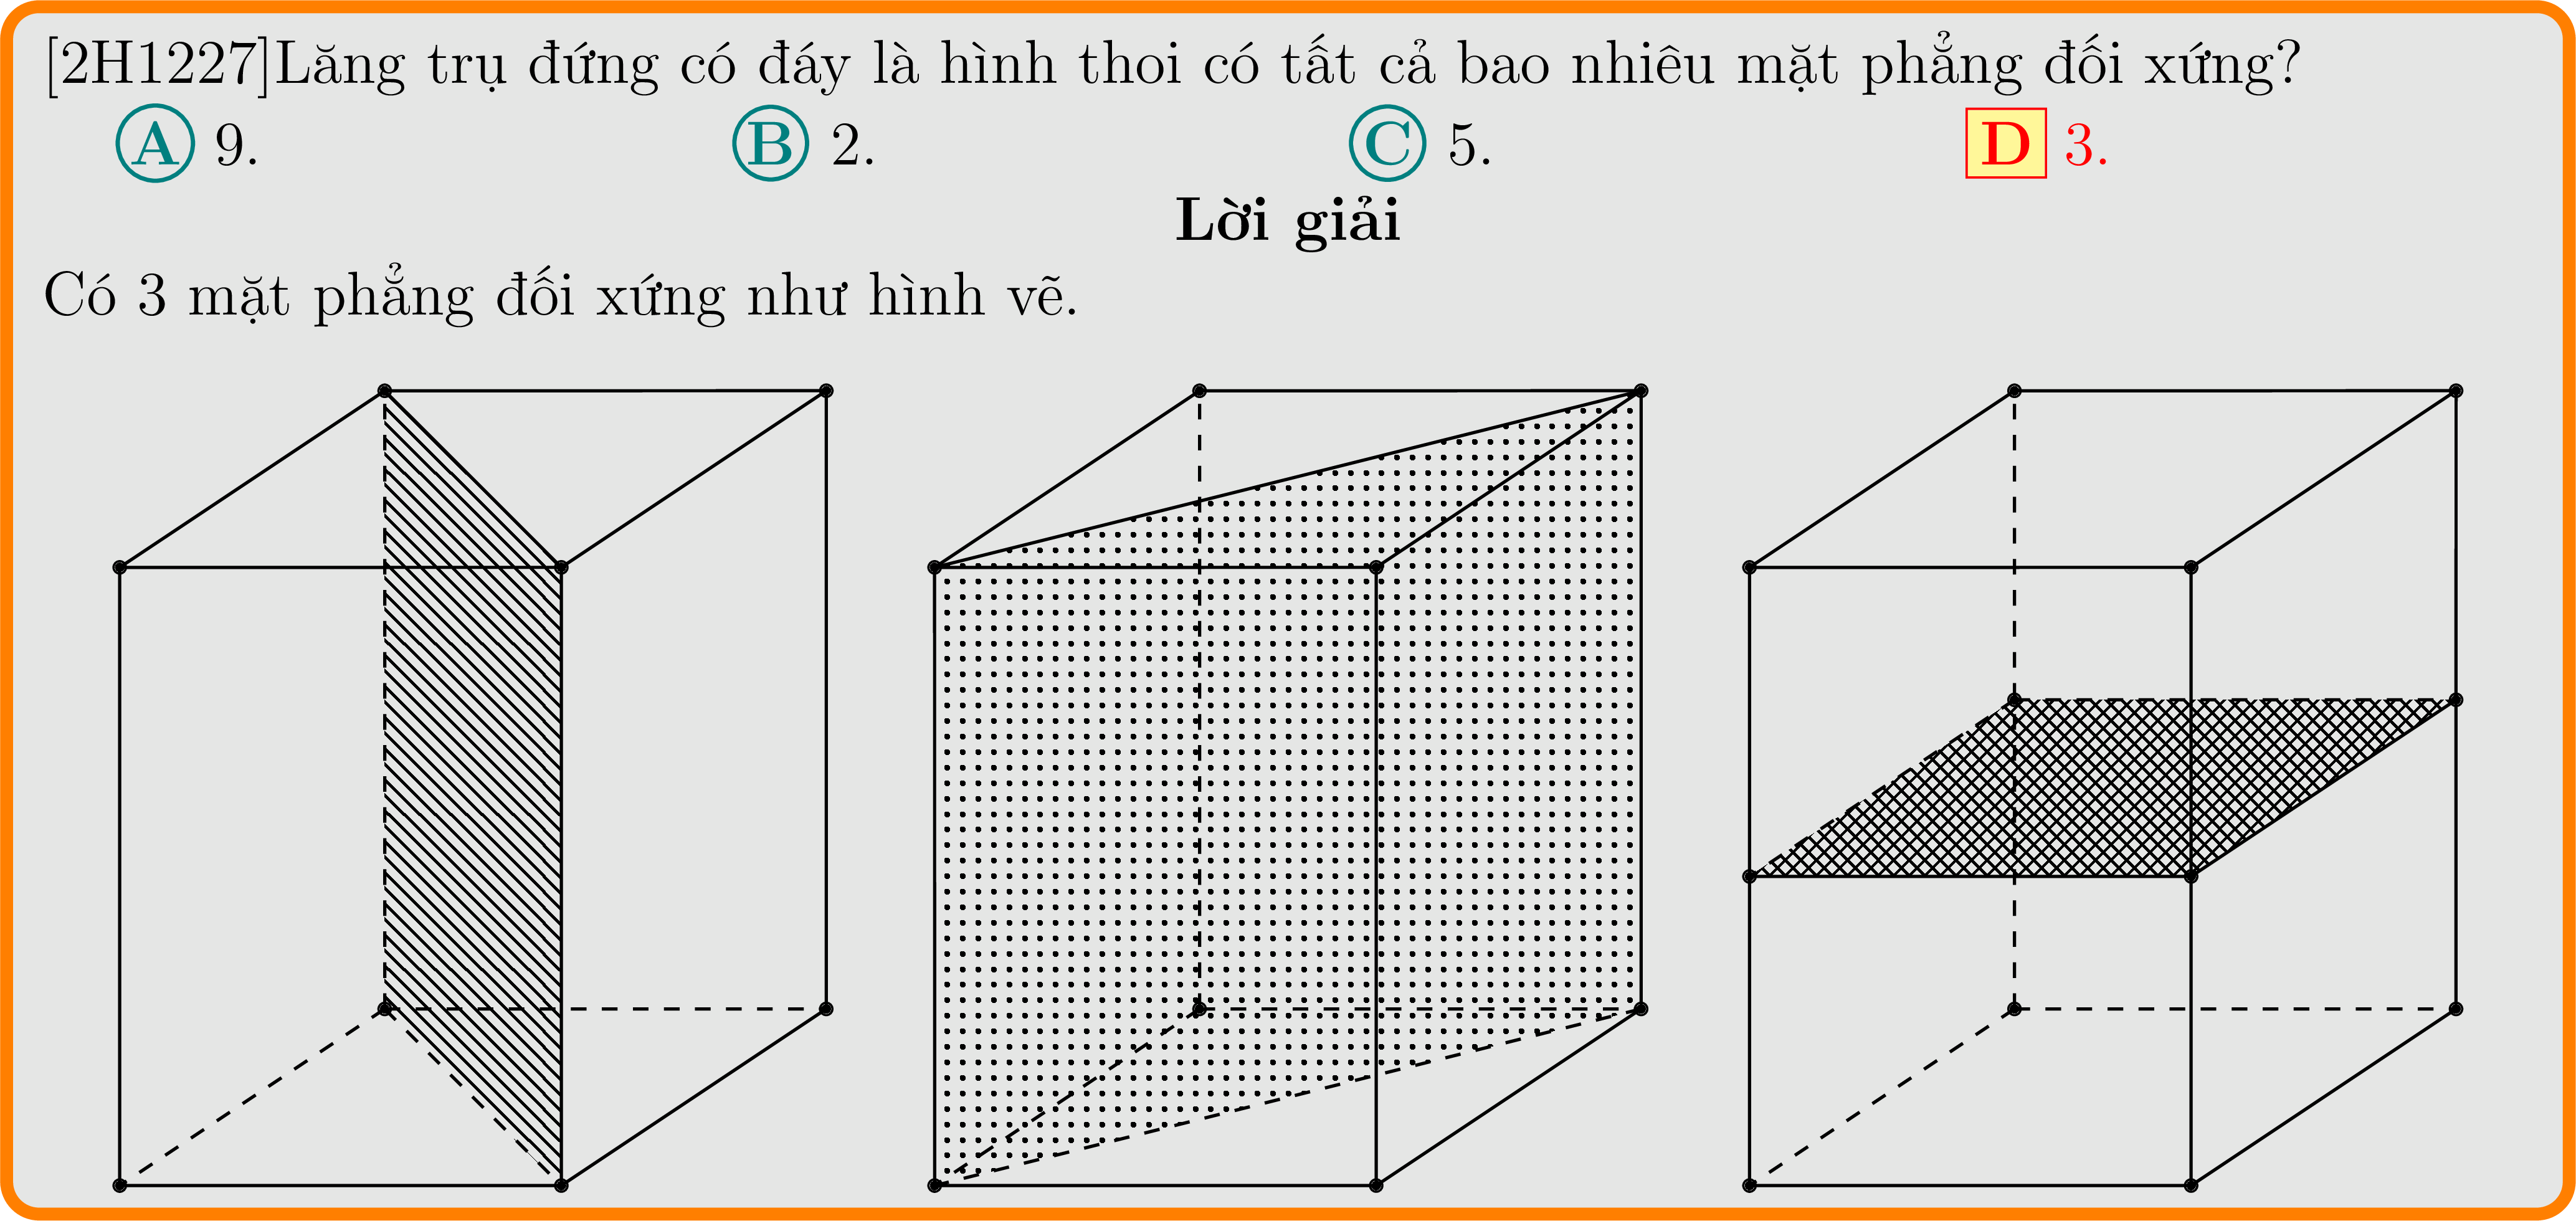 [2H1227]Lăng trụ đứng có đáy là hình thoi có tất cả bao nhiêu mặt phẳng đối xứng?
A 9. B 2. C 5. D 3.
Lời giải
Có 3 mặt phẳng đối xứng như hình vẽ.